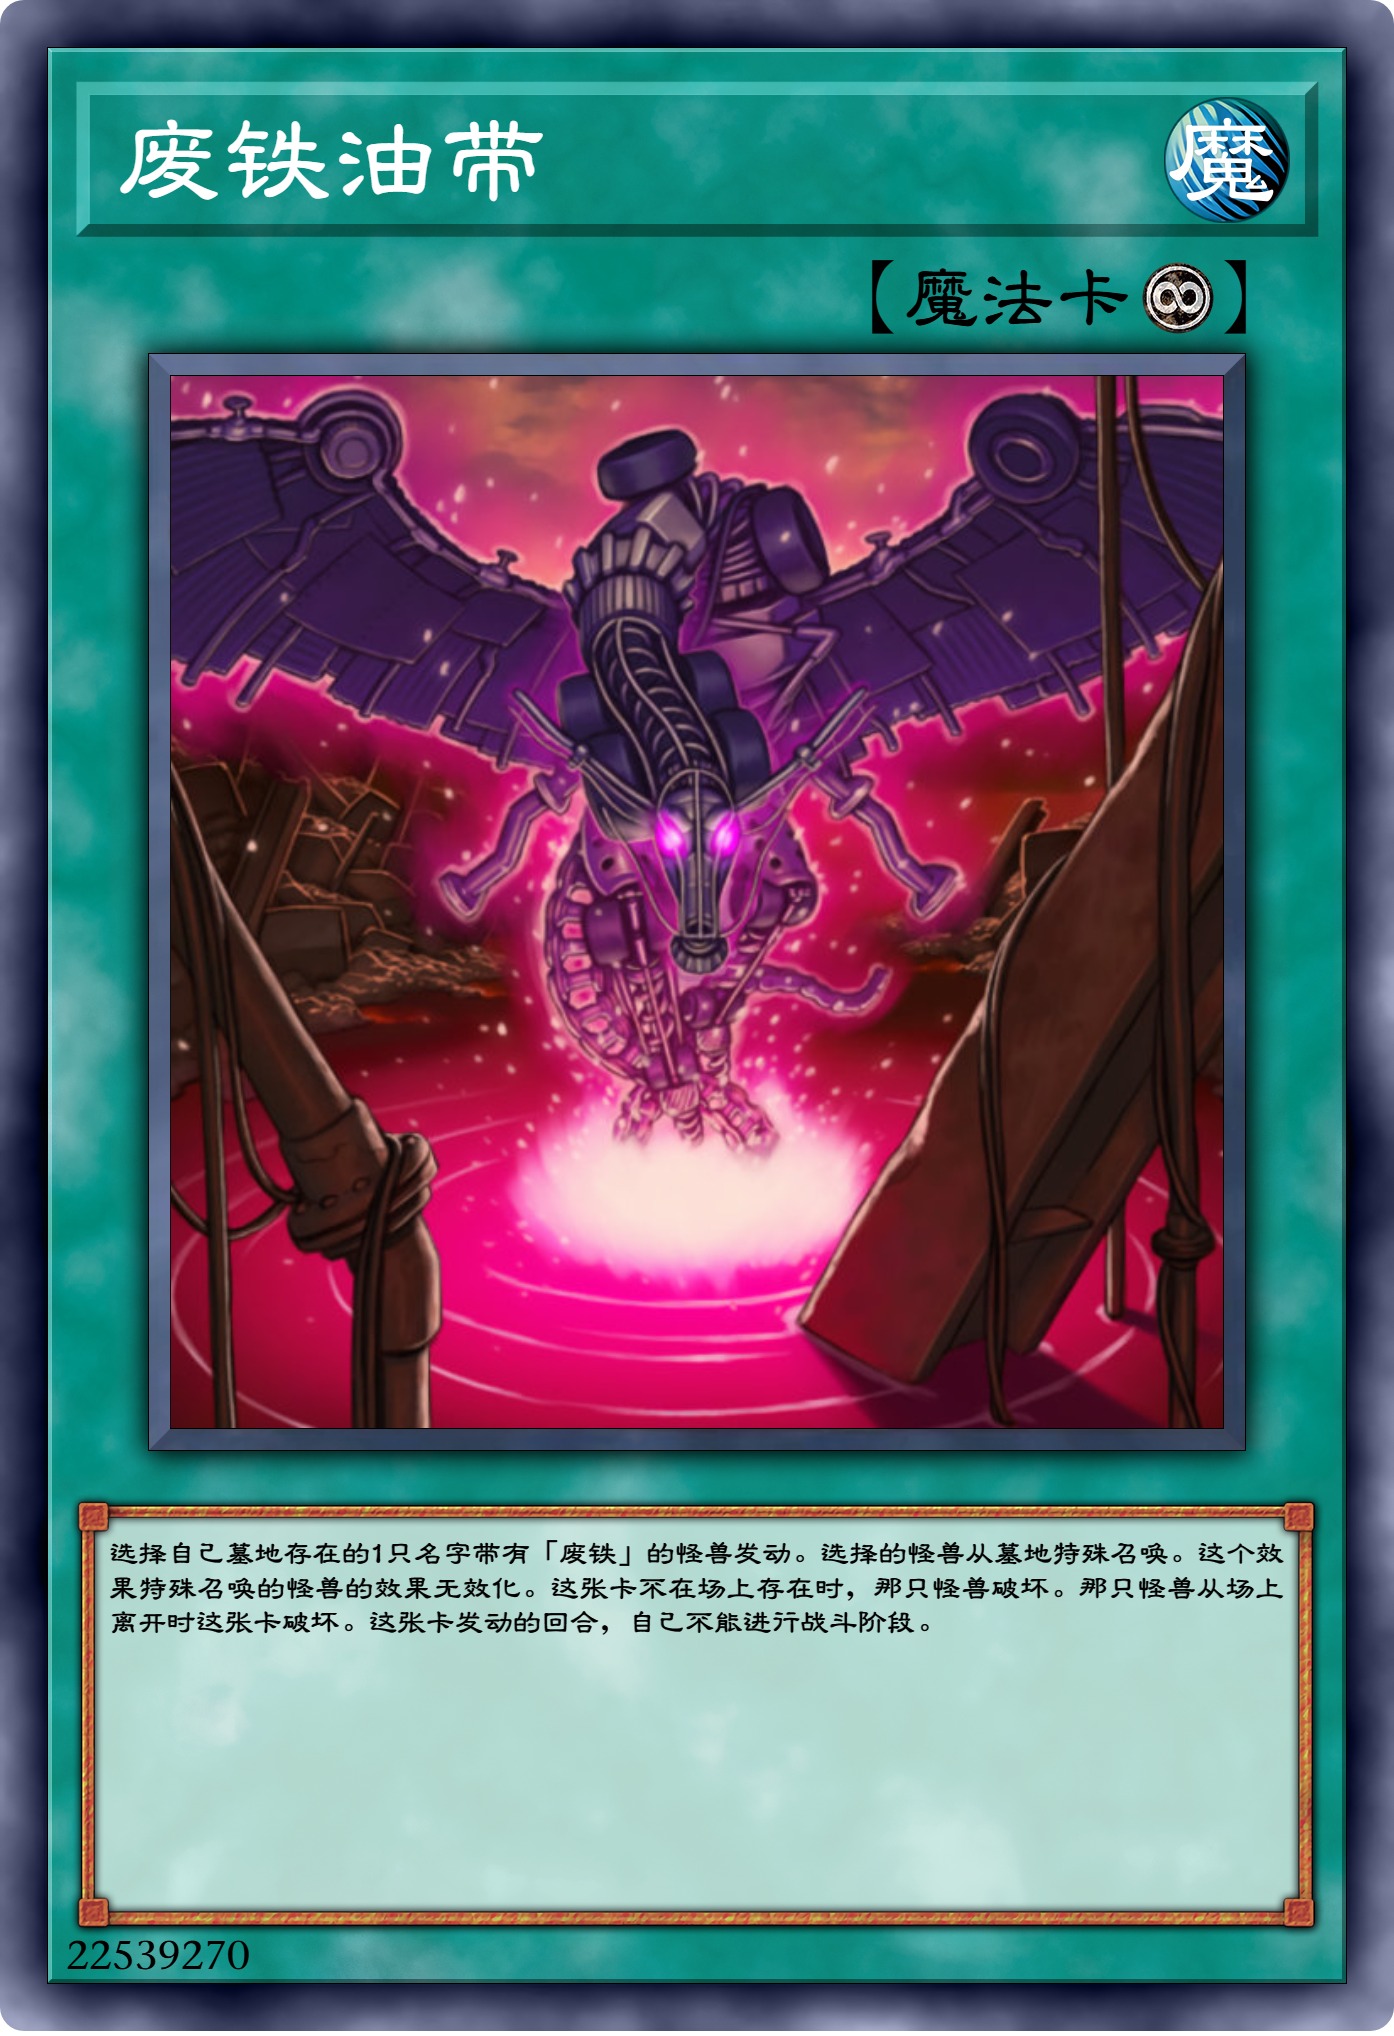 废铁油带
魔
【魔法卡♾】
选择自己墓地存在的1只名字带有「废铁」的怪兽发动。选择的怪兽从墓地特殊召唤。这个效
果特殊召唤的怪兽的效果无效化。这张卡不在场上存在时，那只怪兽破坏。那只怪兽从场上
离开时这张卡破坏。这张卡发动的回合，自己不能进行战斗阶段。
22539270